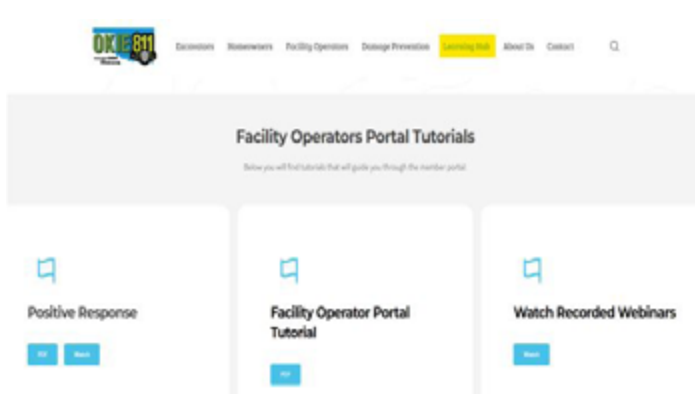 OKIE 811
Excavators Homeowners Facility Operators Damage Prevention Learning Hub About Us Contact
Facility Operators Portal Tutorials
Below you will find tutorials that will guide you through the member portal.
Positive Response
PDF Watch
Facility Operator Portal
Tutorial
PDF
Watch Recorded Webinars
Watch